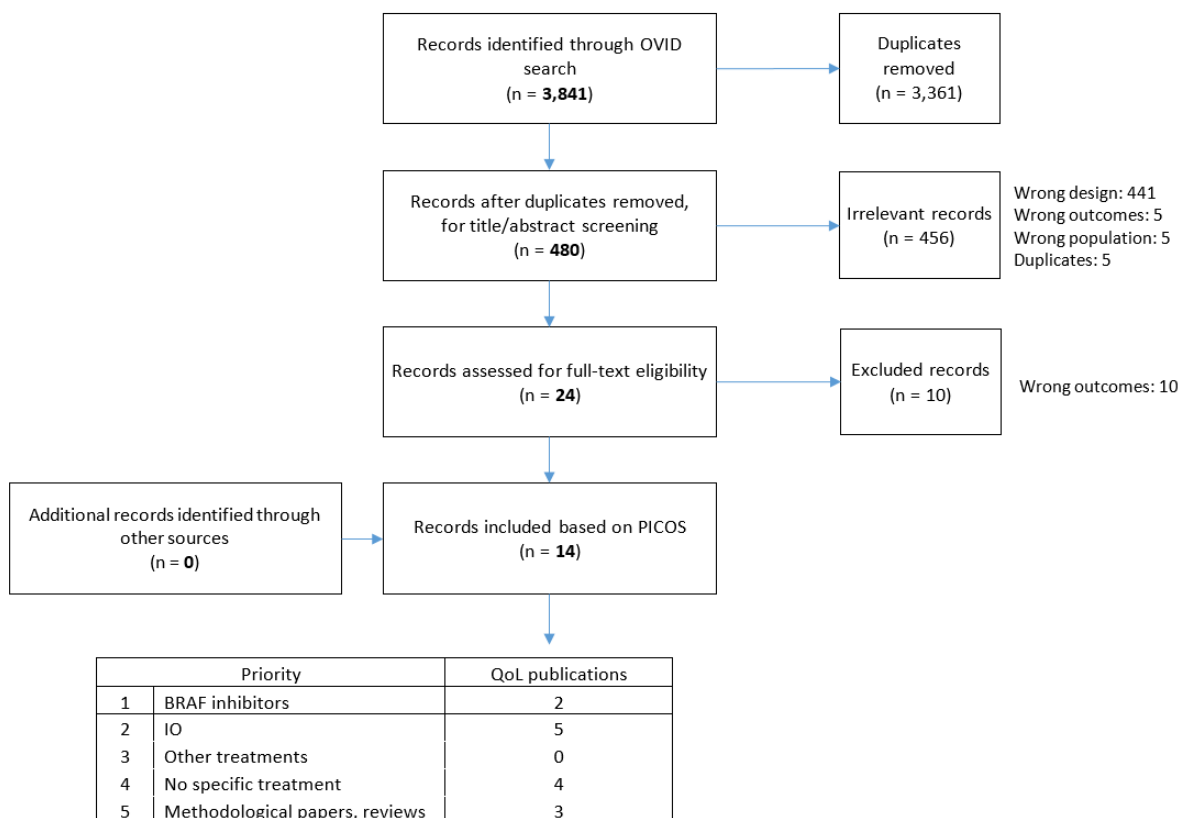 Records identified through OVID
search
(n = 3,841)
Duplicates
removed
(n = 3,361)
Records after duplicates removed,
for title/abstract screening
(n = 480)
Irrelevant records
(n = 456)
Wrong design: 441
Wrong outcomes: 5
Wrong population: 5
Duplicates: 5
Records assessed for full-text eligibility
(n = 24)
Excluded records
(n = 10)
Wrong outcomes: 10
Additional records identified through
other sources
(n = 0)
Records included based on PICOS
(n = 14)
Priority QoL publications
1 BRAF inhibitors 2
2 IO 5
3 Other treatments 0
4 No specific treatment 4
5 Methodological papers, reviews 3